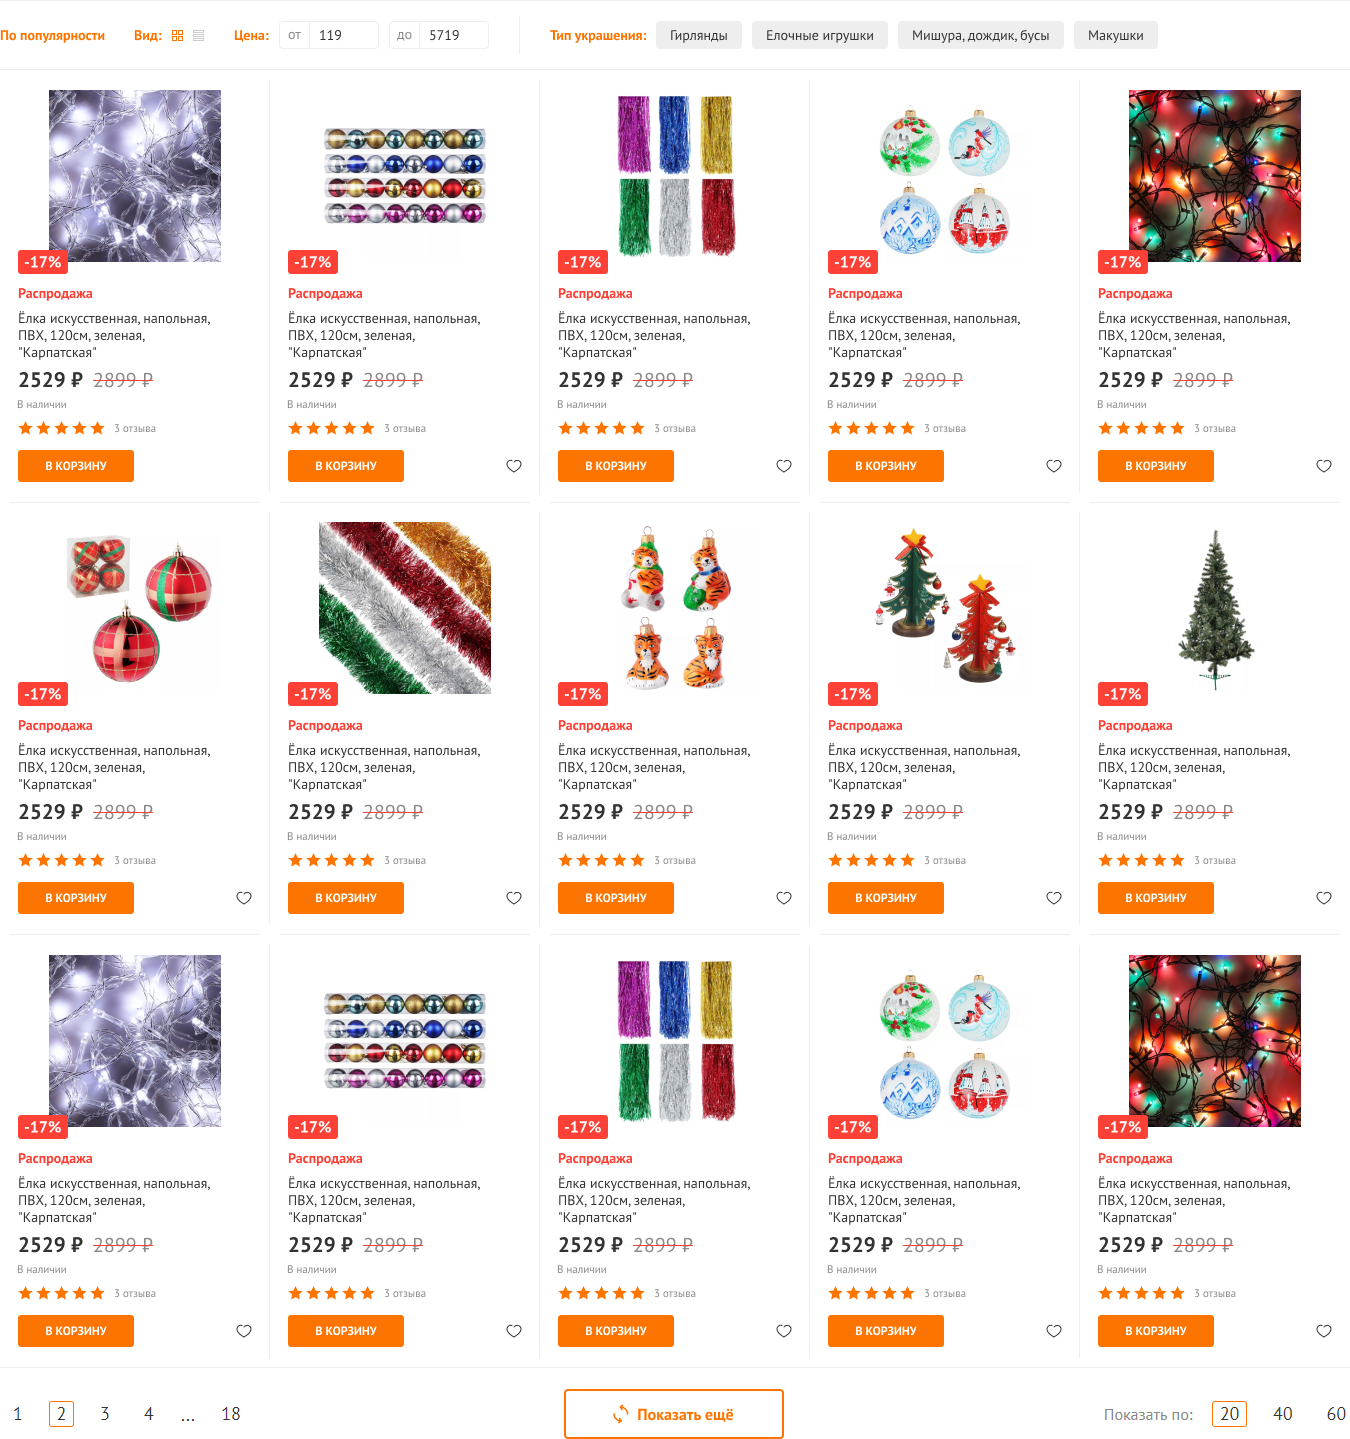 По популярности Вид: Цена: от 119 до 5719 Тип украшения: Гирлянды Елочные игрушки Мишура, дождик, бусы Макушки
-17% -17% -17% -17% -17%
Распродажа Распродажа Распродажа Распродажа Распродажа
Ёлка искусственная, напольная, Ёлка искусственная, напольная, Ёлка искусственная, напольная, Ёлка искусственная, напольная, Ёлка искусственная, напольная,
ПВХ, 120см, зеленая, ПВХ, 120см, зеленая, ПВХ, 120см, зеленая, ПВХ, 120см, зеленая, ПВХ, 120см, зеленая,
"Карпатская" "Карпатская" "Карпатская" "Карпатская" "Карпатская"
2529 ₽ 2899 ₽ 2529 ₽ 2899 ₽ 2529 ₽ 2899 ₽ 2529 ₽ 2899 ₽ 2529 ₽ 2899 ₽
В наличии В наличии В наличии В наличии В наличии
3 отзыва 3 отзыва 3 отзыва 3 отзыва 3 отзыва
В КОРЗИНУ В КОРЗИНУ В КОРЗИНУ В КОРЗИНУ В КОРЗИНУ
-17% -17% -17% -17% -17%
Распродажа Распродажа Распродажа Распродажа Распродажа
Ёлка искусственная, напольная, Ёлка искусственная, напольная, Ёлка искусственная, напольная, Ёлка искусственная, напольная, Ёлка искусственная, напольная,
ПВХ, 120см, зеленая, ПВХ, 120см, зеленая, ПВХ, 120см, зеленая, ПВХ, 120см, зеленая, ПВХ, 120см, зеленая,
"Карпатская" "Карпатская" "Карпатская" "Карпатская" "Карпатская"
2529 ₽ 2899 ₽ 2529 ₽ 2899 ₽ 2529 ₽ 2899 ₽ 2529 ₽ 2899 ₽ 2529 ₽ 2899 ₽
В наличии В наличии В наличии В наличии В наличии
3 отзыва 3 отзыва 3 отзыва 3 отзыва 3 отзыва
В КОРЗИНУ В КОРЗИНУ В КОРЗИНУ В КОРЗИНУ В КОРЗИНУ
-17% -17% -17% -17% -17%
Распродажа Распродажа Распродажа Распродажа Распродажа
Ёлка искусственная, напольная, Ёлка искусственная, напольная, Ёлка искусственная, напольная, Ёлка искусственная, напольная, Ёлка искусственная, напольная,
ПВХ, 120см, зеленая, ПВХ, 120см, зеленая, ПВХ, 120см, зеленая, ПВХ, 120см, зеленая, ПВХ, 120см, зеленая,
"Карпатская" "Карпатская" "Карпатская" "Карпатская" "Карпатская"
2529 ₽ 2899 ₽ 2529 ₽ 2899 ₽ 2529 ₽ 2899 ₽ 2529 ₽ 2899 ₽ 2529 ₽ 2899 ₽
В наличии В наличии В наличии В наличии В наличии
3 отзыва 3 отзыва 3 отзыва 3 отзыва 3 отзыва
В КОРЗИНУ В КОРЗИНУ В КОРЗИНУ В КОРЗИНУ В КОРЗИНУ
1 2 3 4 ... 18 Показать ещё Показать по: 20 40 60